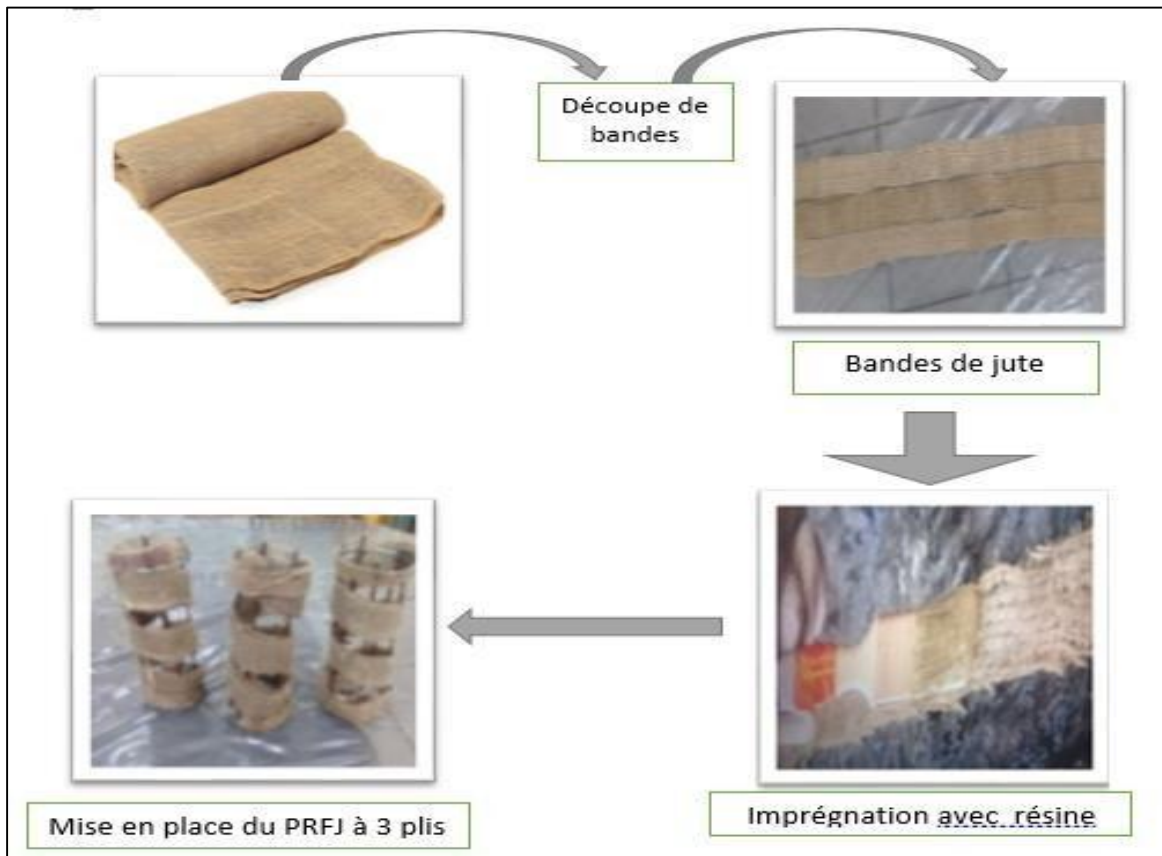 Découpe de
bandes
Bandes de jute
Imprégnation avec résine
Mise en place du PRFJ à 3 plis